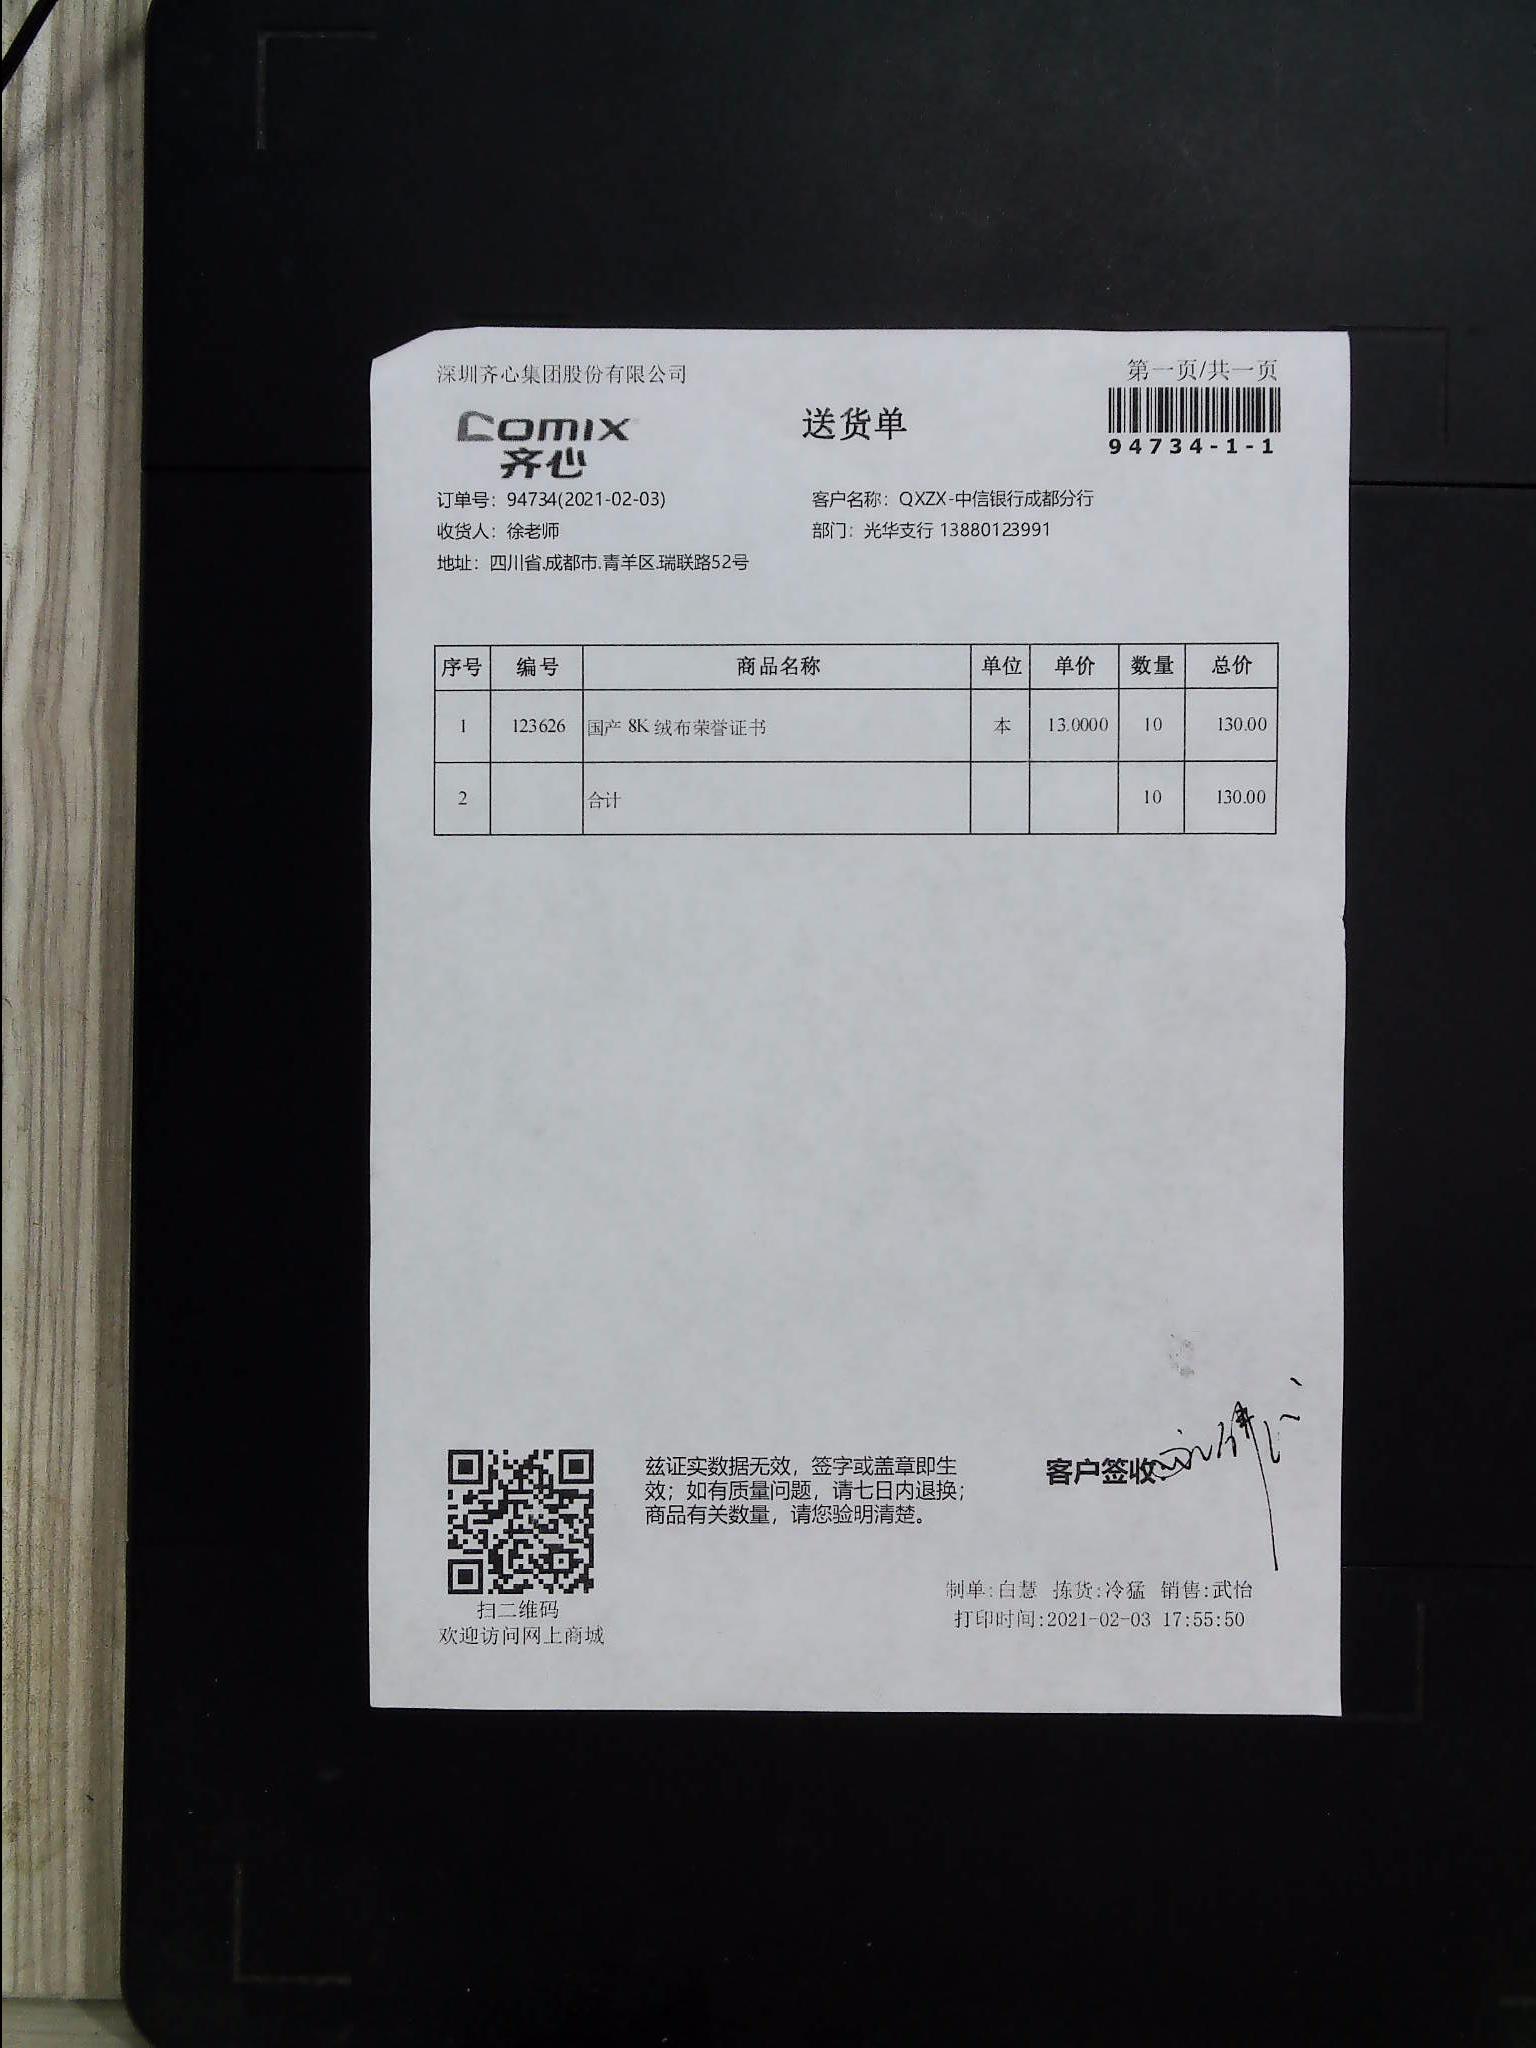 深圳齐心集团股份有限公司
第一页/共一页
comix
齐心
送货单
94734-1-1
订单号：94734(2021-02-03)
客户名称：QXZX-中信银行成都分行
收货人：徐老师
部门：光华支行 13880123991
地址：四川省.成都市.青羊区.瑞联路52号
序号 编号 商品名称 单位 单价 数量 总价
1 123626 国产 8K 绒布荣誉证书 本 13.0000 10 130.00
2 合计 10 130.00
兹证实数据无效，签字或盖章即生
效；如有质量问题，请七日内退换；
商品有关数量，请您验明清楚。
客户签收
扫二维码
欢迎访问网上商城
制单:白慧 拣货:冷猛 销售:武怡
打印时间:2021-02-03 17:55:50